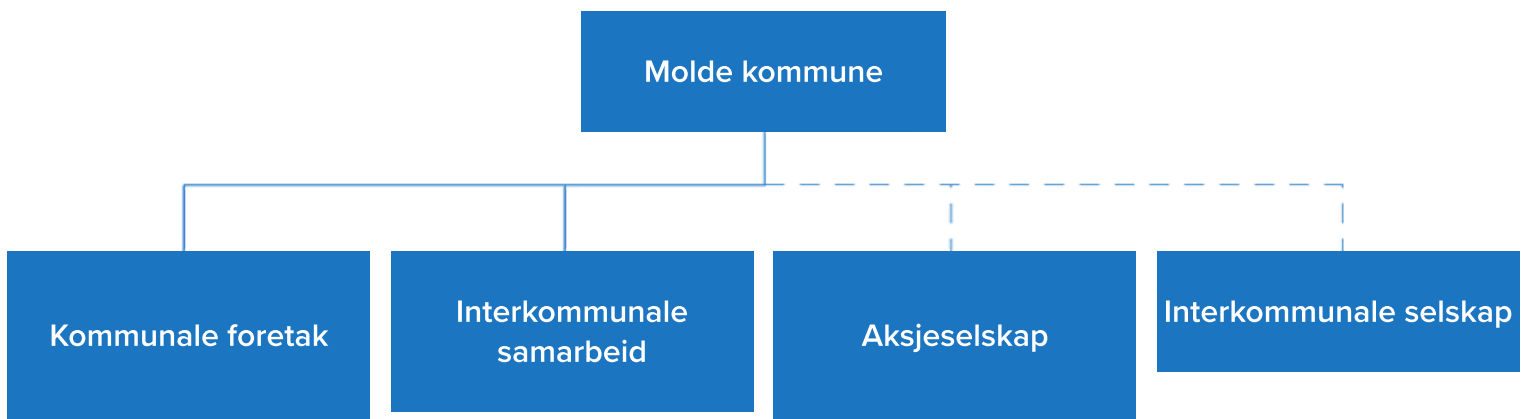 Molde kommune
Kommunale foretak
Interkommunale
samarbeid
Aksjeselskap
Interkommunale selskap